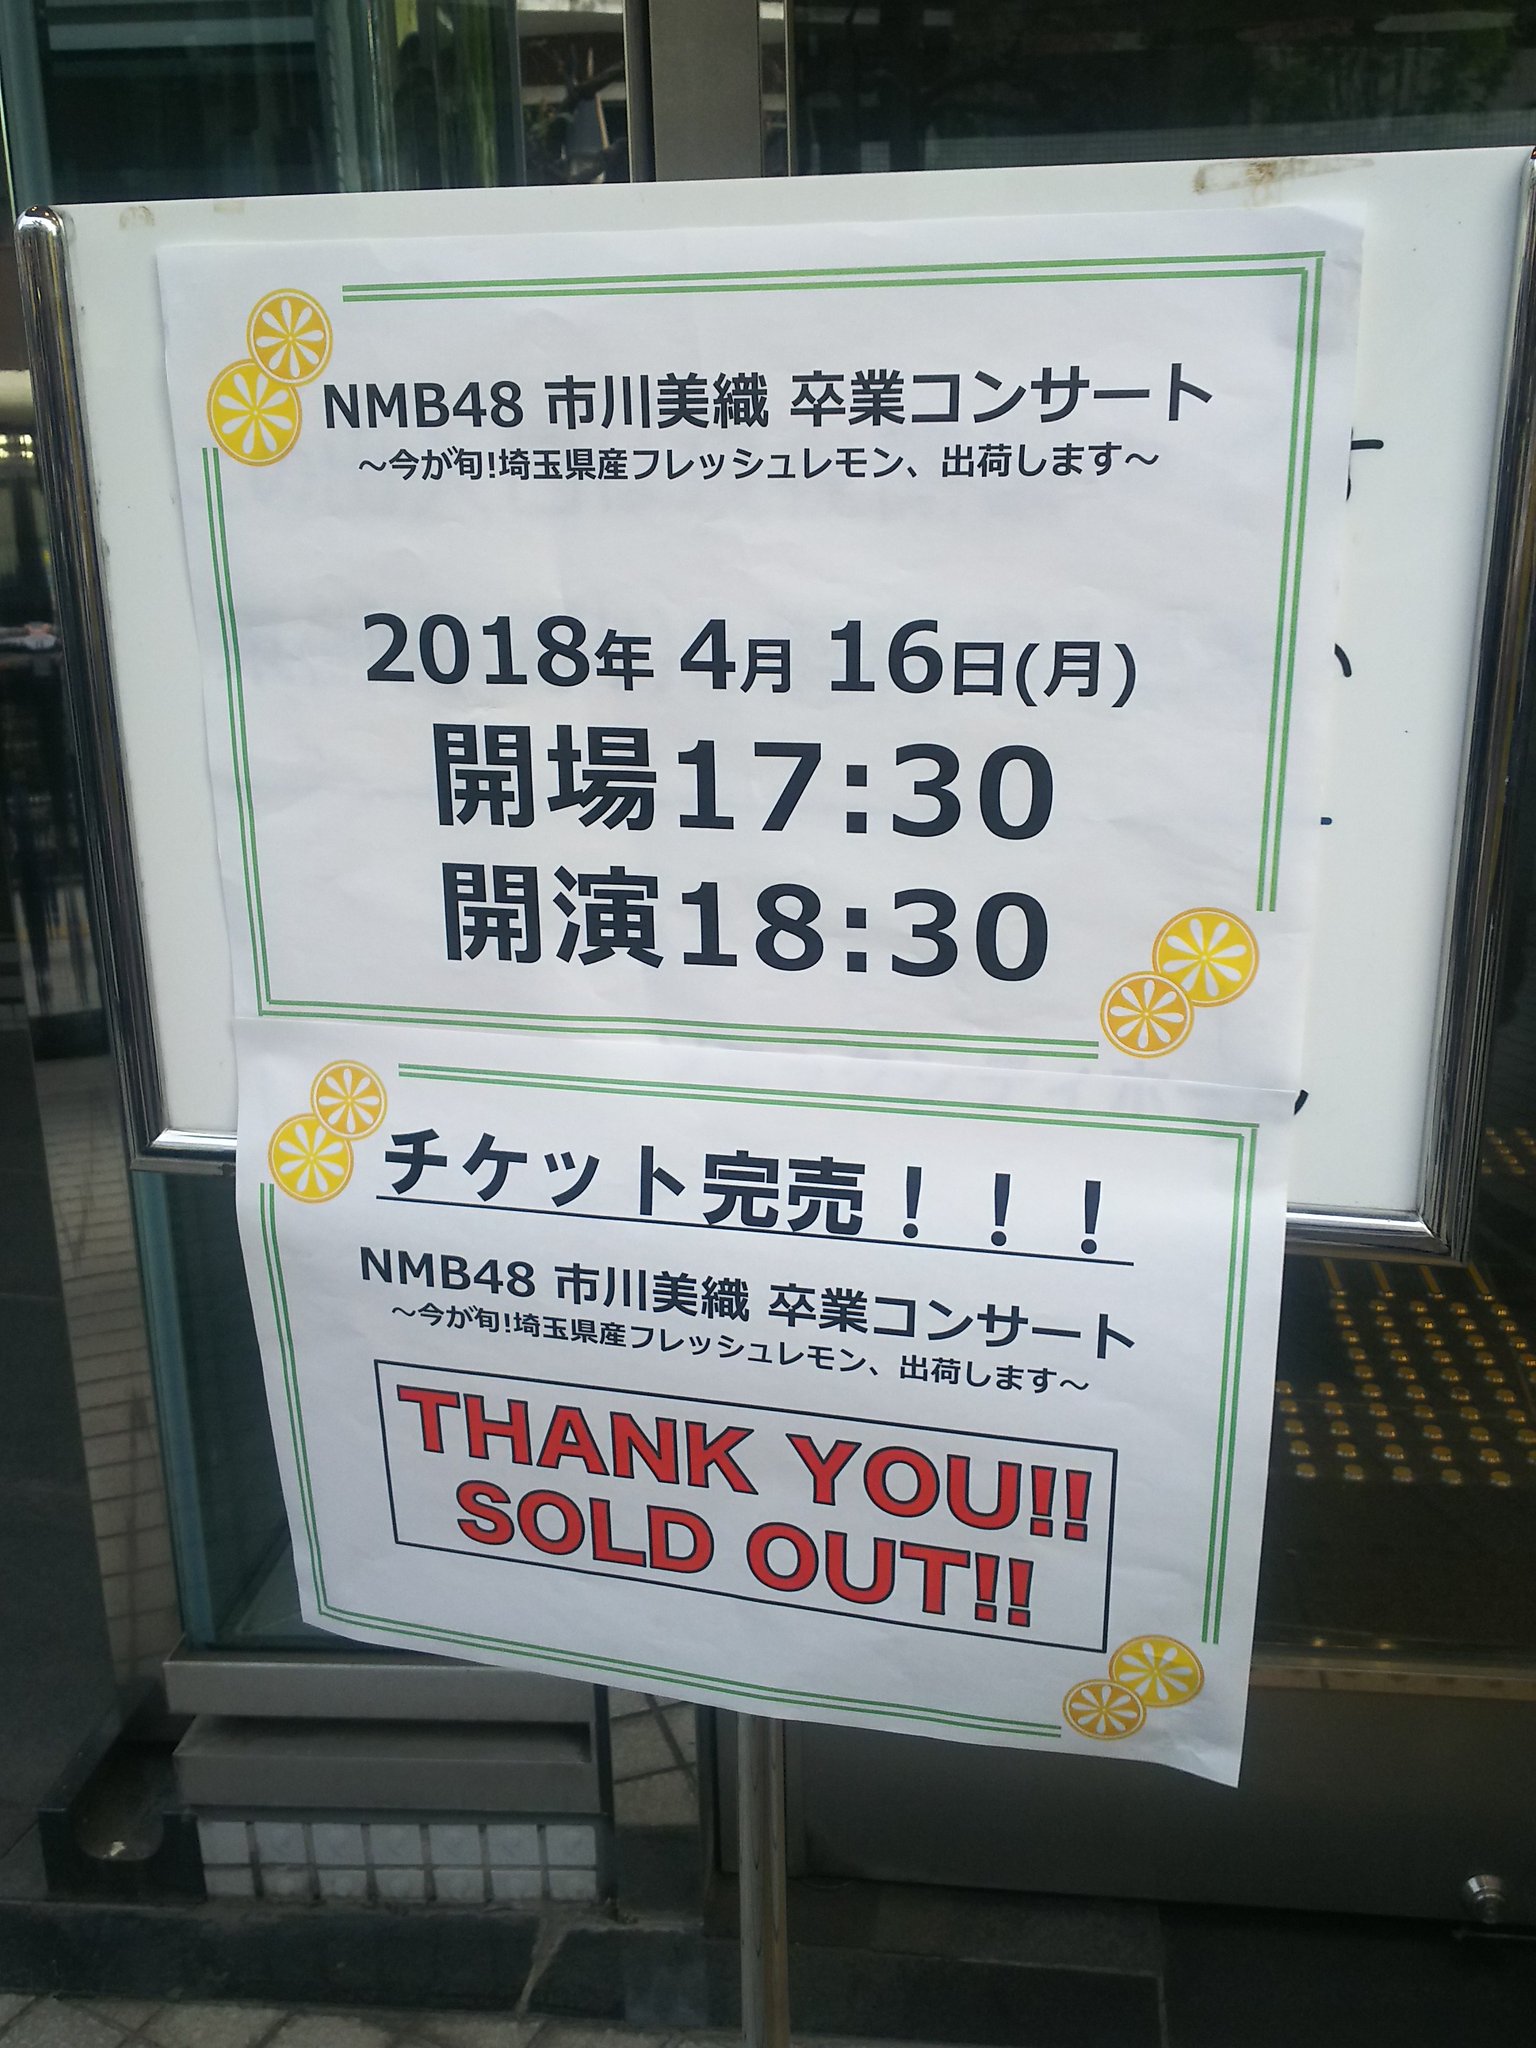 NMB48 市川美織 卒業コンサート
～今が旬!埼玉県産フレッシュレモン、出荷します～
2018年 4月 16日(月)
開場17:30
開演18:30
チケット完売！！！
NMB48 市川美織 卒業コンサート
～今が旬!埼玉県産フレッシュレモン、出荷します～
THANK YOU!!
SOLD OUT!!